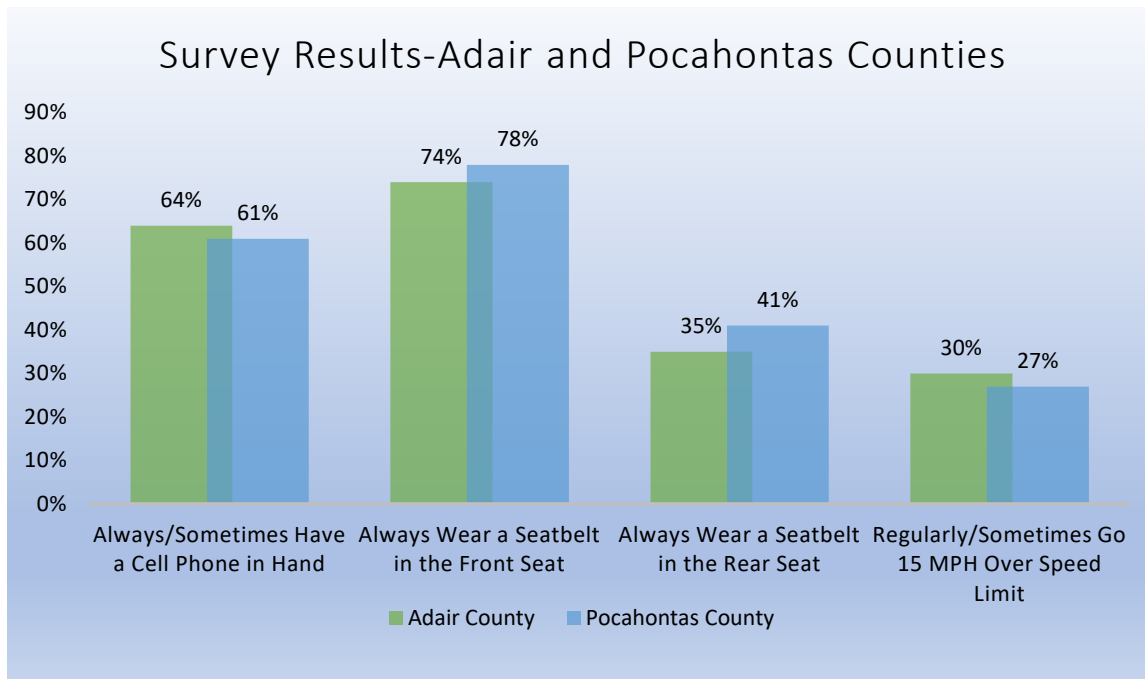 Survey Results-Adair and Pocahontas Counties
90%
80%
70%
60%
50%
40%
30%
20%
10%
0%
64%
61%
74%
78%
35%
41%
30%
27%
Always/Sometimes Have
a Cell Phone in Hand
Always Wear a Seatbelt
in the Front Seat
Always Wear a Seatbelt
in the Rear Seat
Regularly/Sometimes Go
15 MPH Over Speed
Limit
Adair County
Pocahontas County